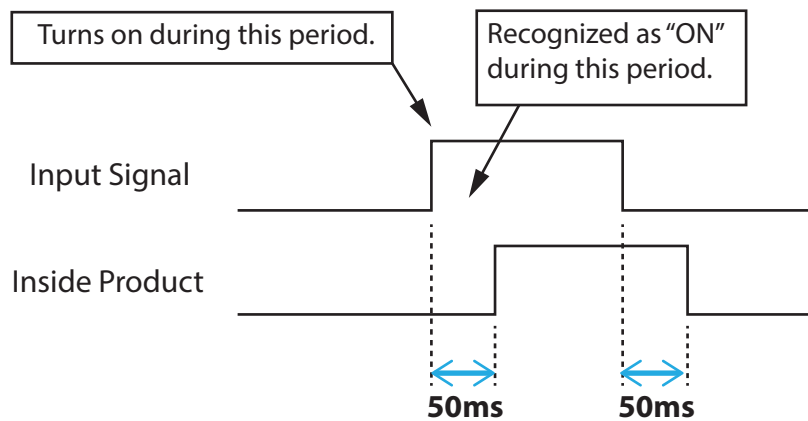 Turns on during this period.
Recognized as “ON”
during this period.
Input Signal
Inside Product
50ms
50ms